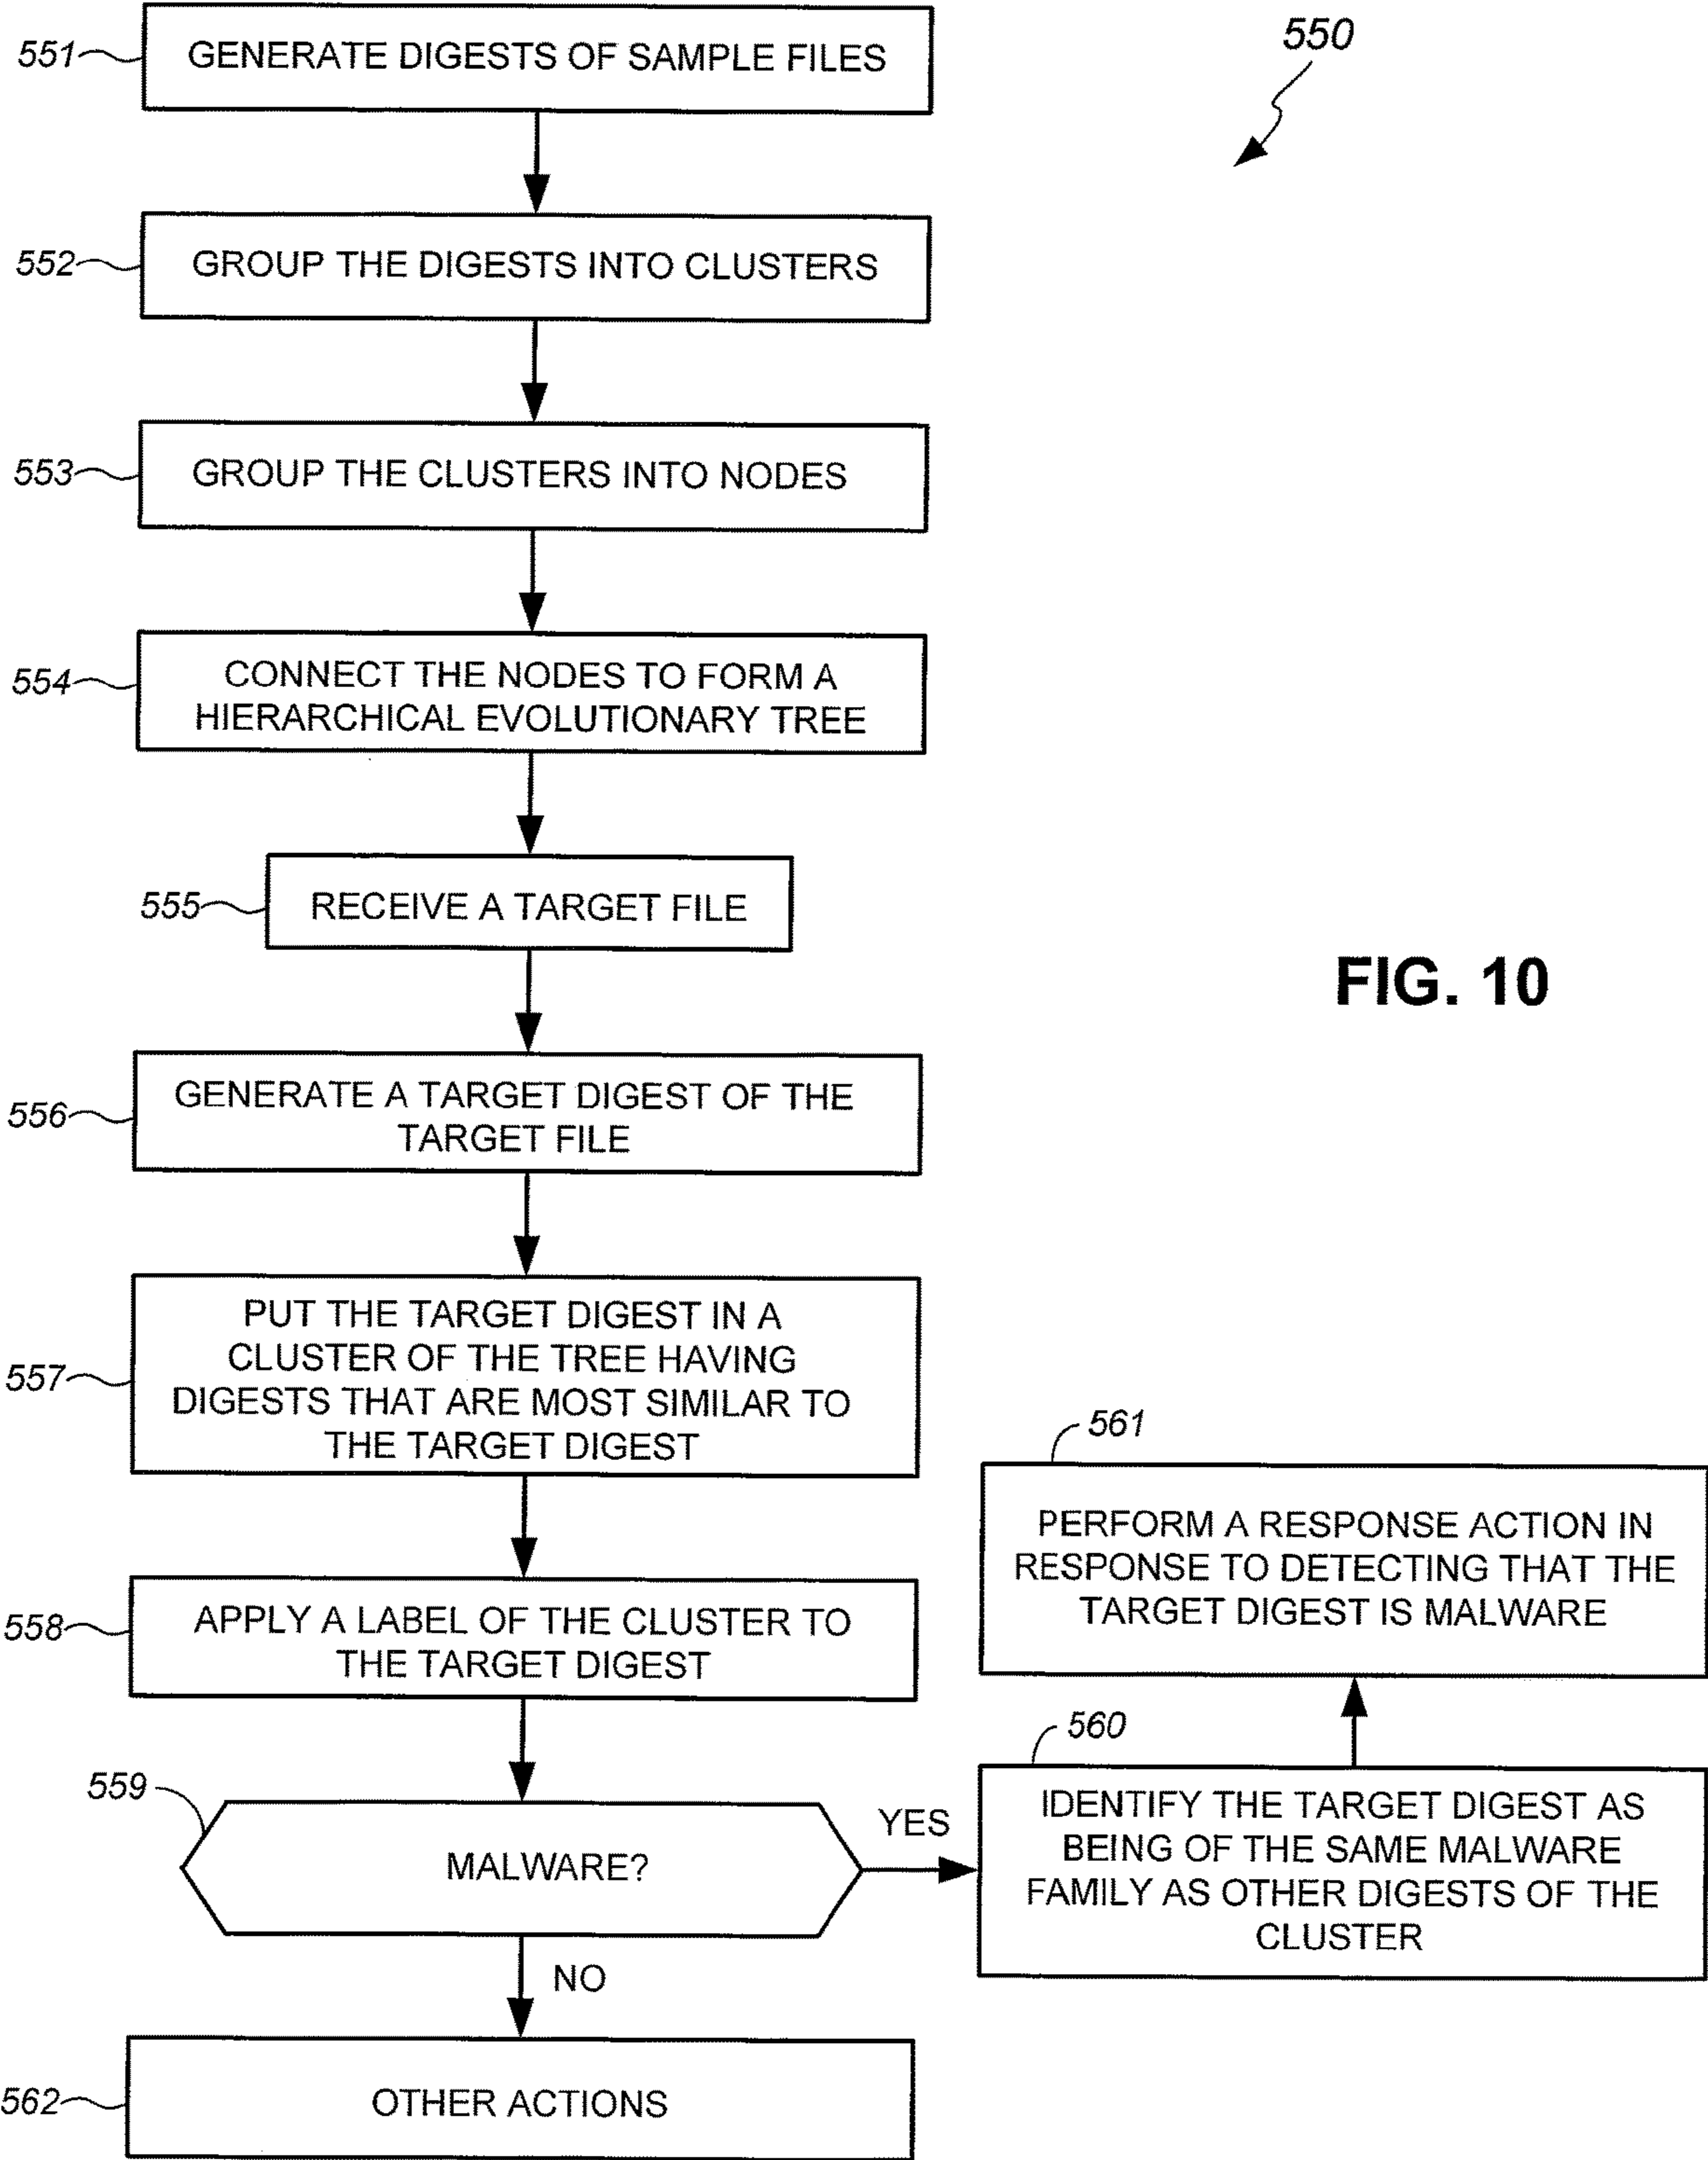 550
551
GENERATE DIGESTS OF SAMPLE FILES
552
GROUP THE DIGESTS INTO CLUSTERS
553
GROUP THE CLUSTERS INTO NODES
554
CONNECT THE NODES TO FORM A
HIERARCHICAL EVOLUTIONARY TREE
555
RECEIVE A TARGET FILE
FIG. 10
556
GENERATE A TARGET DIGEST OF THE
TARGET FILE
557
PUT THE TARGET DIGEST IN A
CLUSTER OF THE TREE HAVING
DIGESTS THAT ARE MOST SIMILAR TO
THE TARGET DIGEST
558
APPLY A LABEL OF THE CLUSTER TO
THE TARGET DIGEST
559
MALWARE?
YES
560
IDENTIFY THE TARGET DIGEST AS
BEING OF THE SAME MALWARE
FAMILY AS OTHER DIGESTS OF THE
CLUSTER
561
PERFORM A RESPONSE ACTION IN
RESPONSE TO DETECTING THAT THE
TARGET DIGEST IS MALWARE
NO
562
OTHER ACTIONS